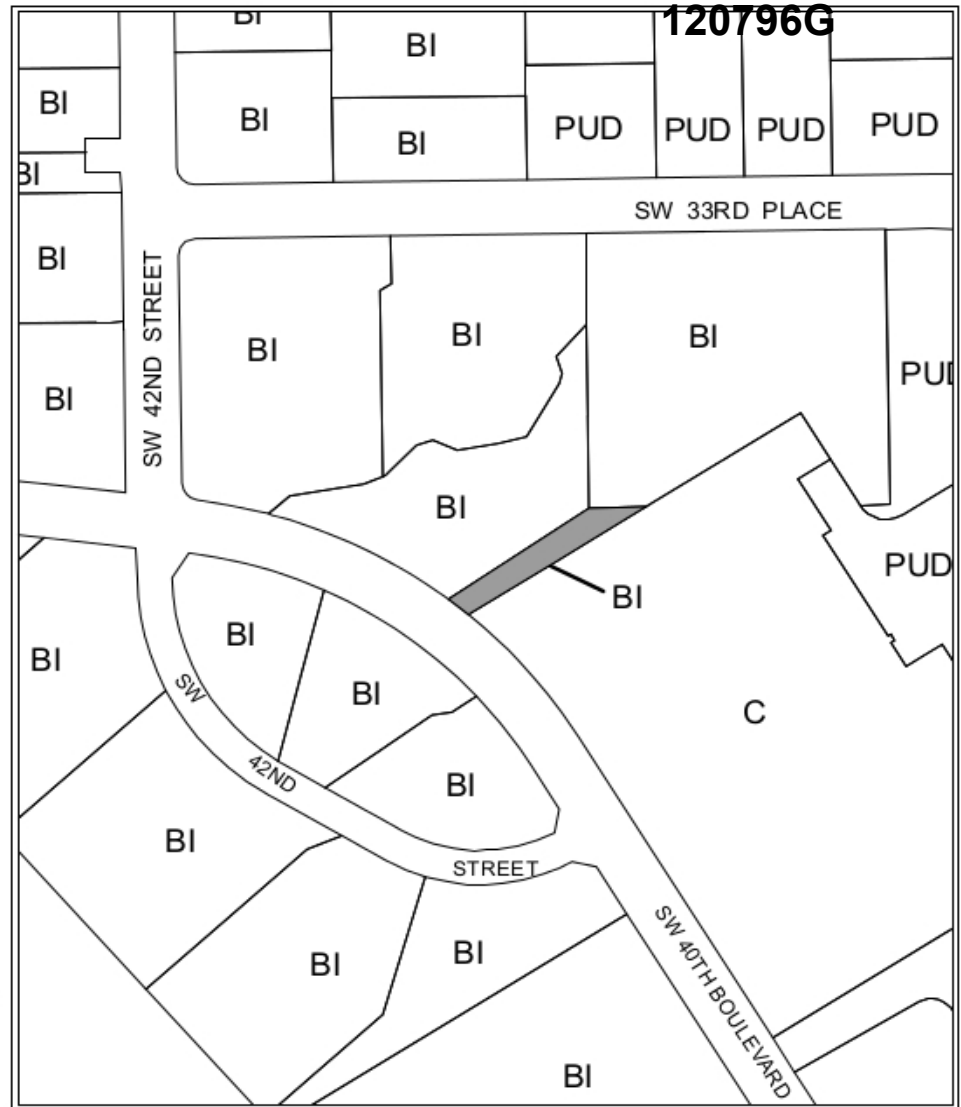 120796G
BI
BI
BI
BI
BI
PUD
PUD
PUD
PUD
BI
SW 33RD PLACE
BI
SW 42ND STREET
BI
BI
BI
PUD
BI
BI
PUD
BI
BI
BI
BI
SW
42ND
STREET
C
BI
BI
BI
BI
SW 40TH BOULEVARD
BI